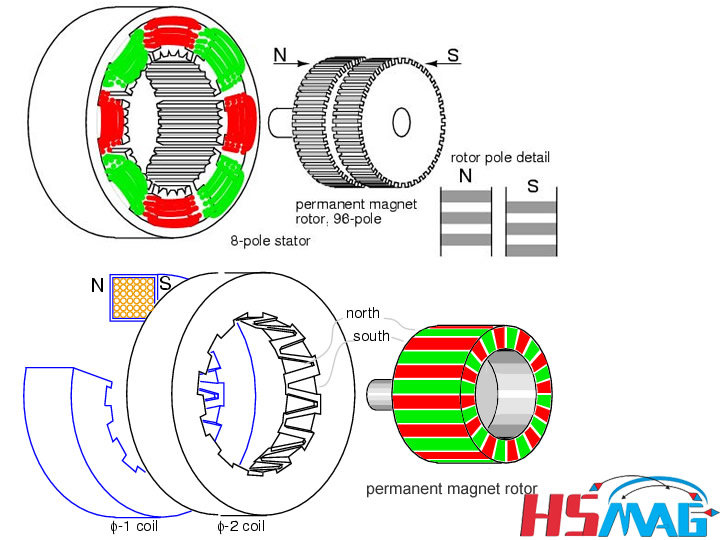 N
S
rotor pole detail
N
S
permanent magnet
rotor, 96-pole
8-pole stator
N
S
north
south
permanent magnet rotor
ϕ-1 coil
ϕ-2 coil
HSMAG